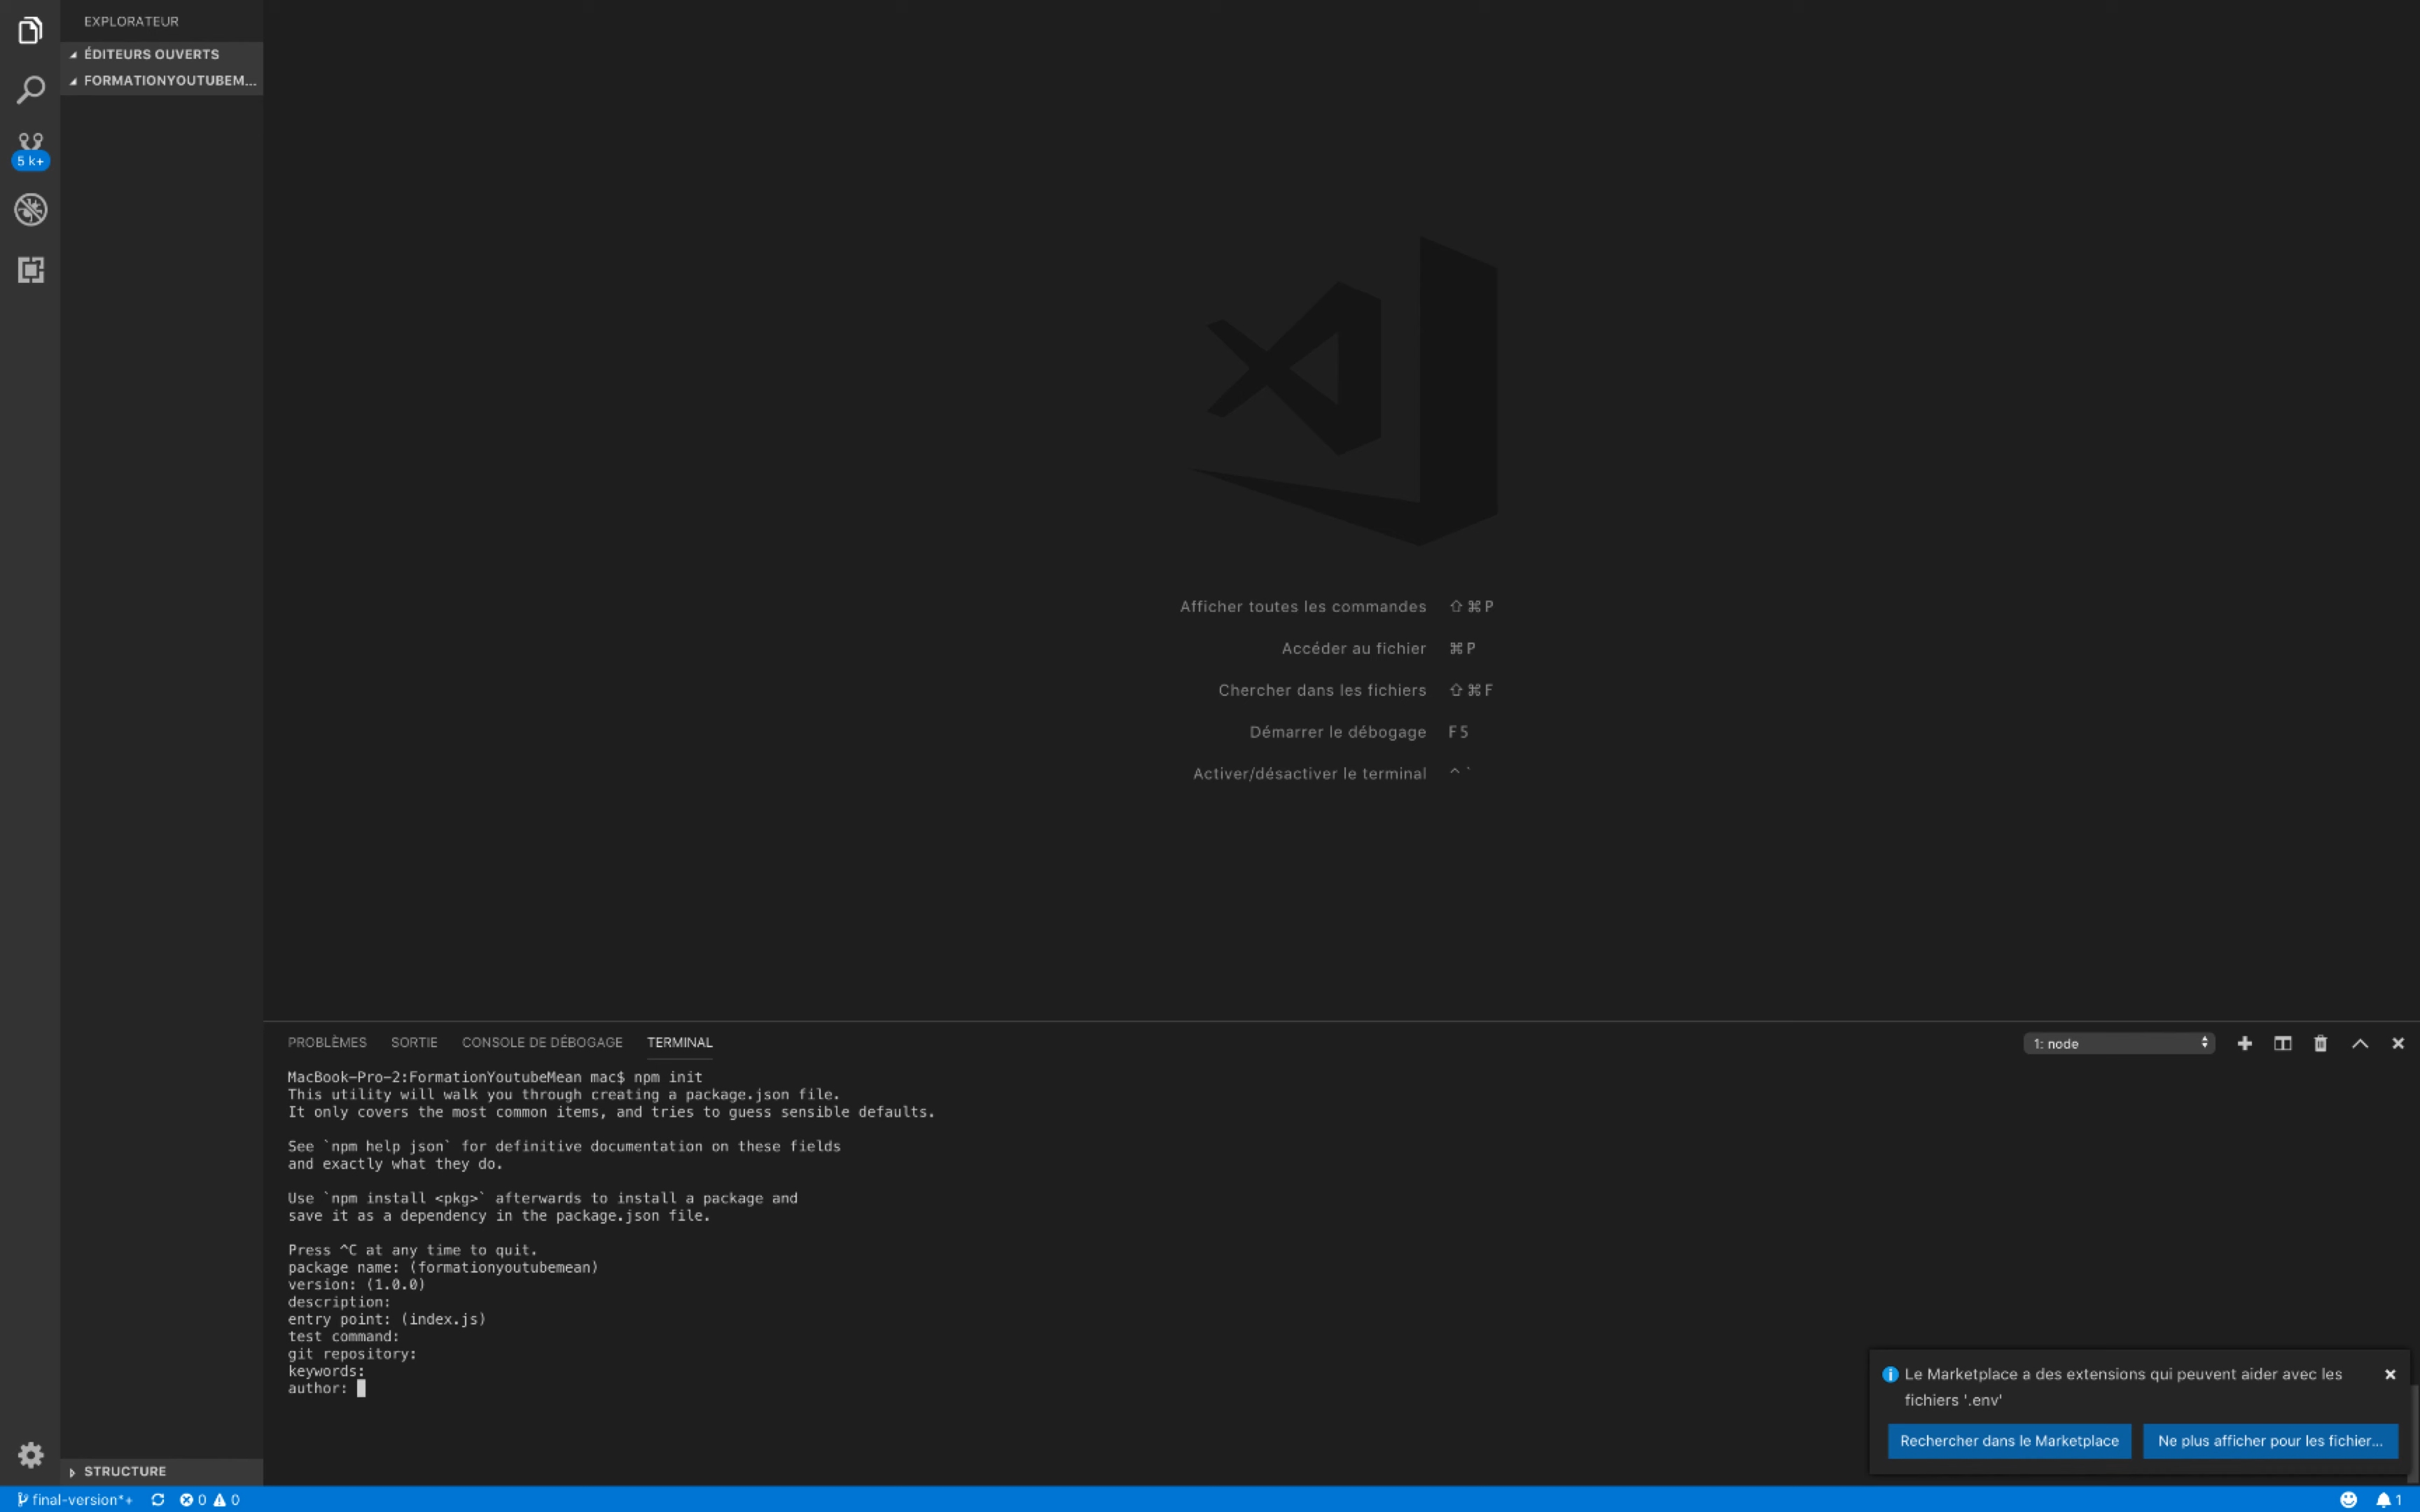 EXPLORATEUR
ÉDITEURS OUVERTS
FORMATIONYOUTUBEM...
5 k+
Afficher toutes les commandes ⇧⌘P
Accéder au fichier ⌘P
Chercher dans les fichiers ⇧⌘F
Démarrer le débogage F5
Activer/désactiver le terminal ^`
PROBLÈMES SORTIE CONSOLE DE DÉBOGAGE TERMINAL 1: node
MacBook-Pro-2:FormationYoutubeMean mac$ npm init
This utility will walk you through creating a package.json file.
It only covers the most common items, and tries to guess sensible defaults.
See `npm help json` for definitive documentation on these fields
and exactly what they do.
Use `npm install <pkg>` afterwards to install a package and
save it as a dependency in the package.json file.
Press ^C at any time to quit.
package name: (formationyoutubemean)
version: (1.0.0)
description:
entry point: (index.js)
test command:
git repository:
keywords:
author:
Le Marketplace a des extensions qui peuvent aider avec les
fichiers '.env'
Rechercher dans le Marketplace Ne plus afficher pour les fichier...
STRUCTURE
final-version*+ 0 0 1